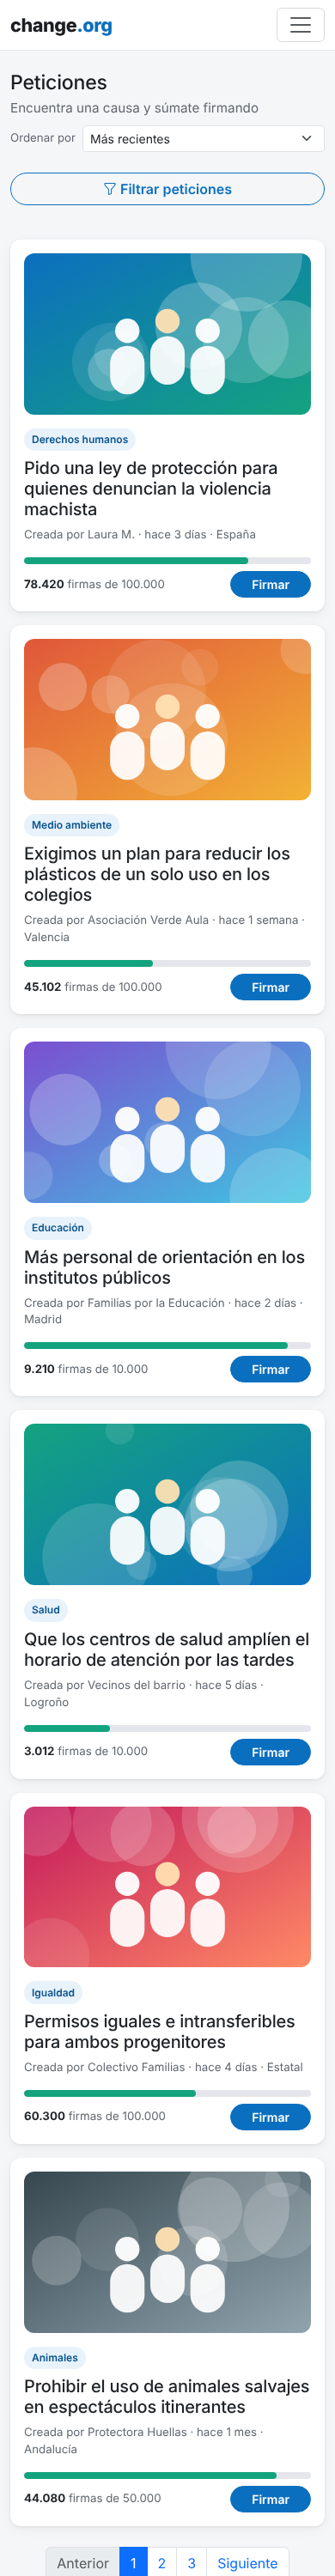 change.org
Peticiones
Encuentra una causa y súmate firmando
Ordenar por Más recientes
Filtrar peticiones
Derechos humanos
Pido una ley de protección para
quienes denuncian la violencia
machista
Creada por Laura M. · hace 3 días · España
78.420 firmas de 100.000 Firmar
Medio ambiente
Exigimos un plan para reducir los
plásticos de un solo uso en los
colegios
Creada por Asociación Verde Aula · hace 1 semana ·
Valencia
45.102 firmas de 100.000 Firmar
Educación
Más personal de orientación en los
institutos públicos
Creada por Familias por la Educación · hace 2 días ·
Madrid
9.210 firmas de 10.000 Firmar
Salud
Que los centros de salud amplíen el
horario de atención por las tardes
Creada por Vecinos del barrio · hace 5 días ·
Logroño
3.012 firmas de 10.000 Firmar
Igualdad
Permisos iguales e intransferibles
para ambos progenitores
Creada por Colectivo Familias · hace 4 días · Estatal
60.300 firmas de 100.000 Firmar
Animales
Prohibir el uso de animales salvajes
en espectáculos itinerantes
Creada por Protectora Huellas · hace 1 mes ·
Andalucía
44.080 firmas de 50.000 Firmar
Anterior 1 2 3 Siguiente